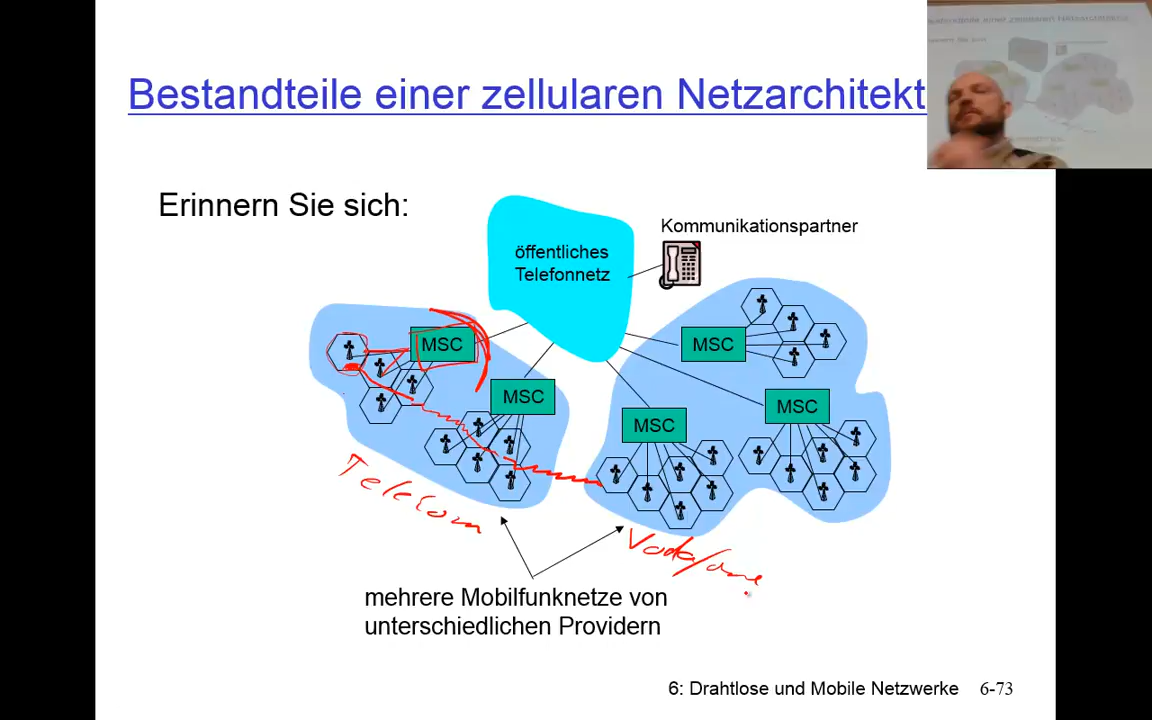 Bestandteile einer zellularen Netzarchitekt
Erinnern Sie sich:
öffentliches
Telefonnetz
Kommunikationspartner
MSC
MSC
MSC
MSC
MSC
Telecom
Vodafone
mehrere Mobilfunknetze von
unterschiedlichen Providern
6: Drahtlose und Mobile Netzwerke 6-73